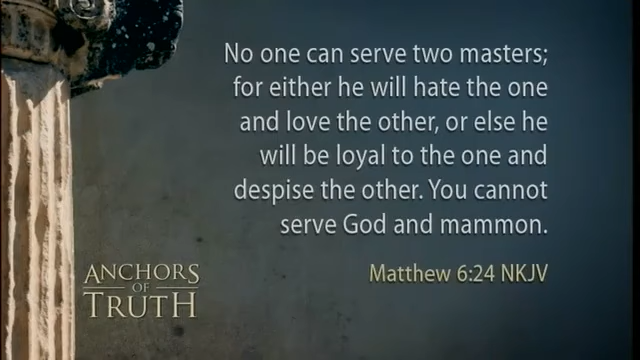 No one can serve two masters;
for either he will hate the one
and love the other, or else he
will be loyal to the one and
despise the other. You cannot
serve God and mammon.
Matthew 6:24 NKJV
ANCHORS
OF
TRUTH